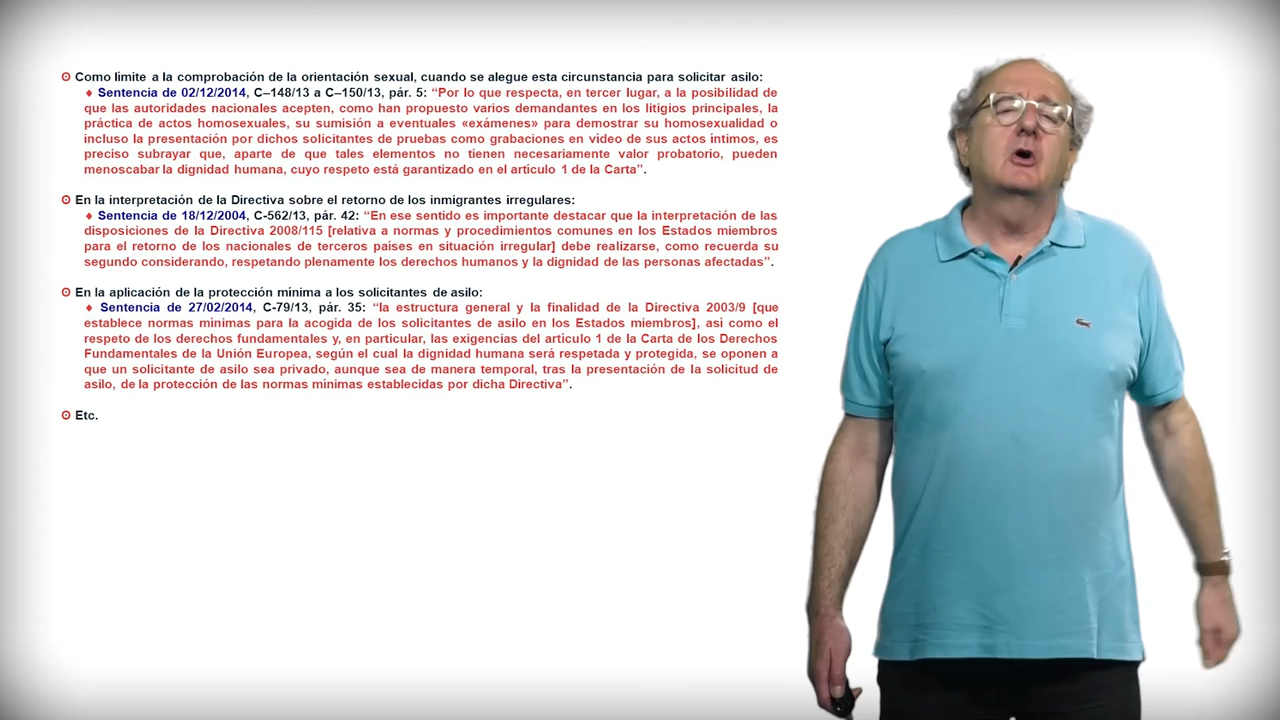 ⊙ Como límite a la comprobación de la orientación sexual, cuando se alegue esta circunstancia para solicitar asilo:
♦ Sentencia de 02/12/2014, C–148/13 a C–150/13, pár. 5: “Por lo que respecta, en tercer lugar, a la posibilidad de
que las autoridades nacionales acepten, como han propuesto varios demandantes en los litigios principales, la
práctica de actos homosexuales, su sumisión a eventuales «exámenes» para demostrar su homosexualidad o
incluso la presentación por dichos solicitantes de pruebas como grabaciones en vídeo de sus actos íntimos, es
preciso subrayar que, aparte de que tales elementos no tienen necesariamente valor probatorio, pueden
menoscabar la dignidad humana, cuyo respeto está garantizado en el artículo 1 de la Carta”.
⊙ En la interpretación de la Directiva sobre el retorno de los inmigrantes irregulares:
♦ Sentencia de 18/12/2004, C-562/13, pár. 42: “En ese sentido es importante destacar que la interpretación de las
disposiciones de la Directiva 2008/115 [relativa a normas y procedimientos comunes en los Estados miembros
para el retorno de los nacionales de terceros países en situación irregular] debe realizarse, como recuerda su
segundo considerando, respetando plenamente los derechos humanos y la dignidad de las personas afectadas”.
⊙ En la aplicación de la protección mínima a los solicitantes de asilo:
♦ Sentencia de 27/02/2014, C-79/13, pár. 35: “la estructura general y la finalidad de la Directiva 2003/9 [que
establece normas mínimas para la acogida de los solicitantes de asilo en los Estados miembros], así como el
respeto de los derechos fundamentales y, en particular, las exigencias del artículo 1 de la Carta de los Derechos
Fundamentales de la Unión Europea, según el cual la dignidad humana será respetada y protegida, se oponen a
que un solicitante de asilo sea privado, aunque sea de manera temporal, tras la presentación de la solicitud de
asilo, de la protección de las normas mínimas establecidas por dicha Directiva”.
⊙ Etc.